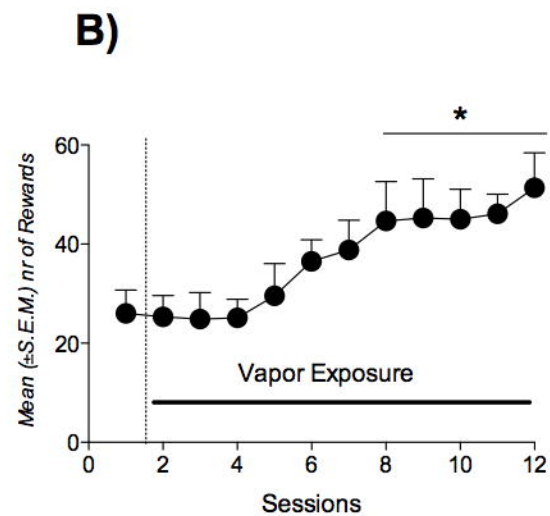 B)
*
60
40
20
0
Mean (±S.E.M.) nr of Rewards
Vapor Exposure
0 2 4 6 8 10 12
Sessions